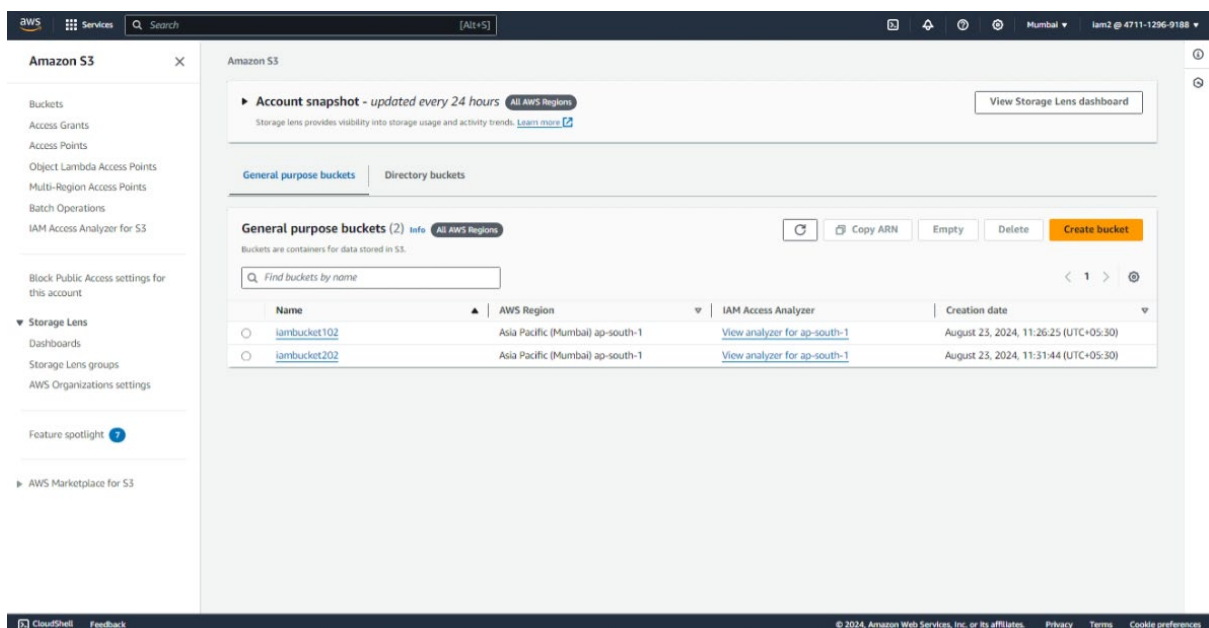 aws
Services
Search
[Alt+S]
Mumbai
iam2 @ 4711-1296-9188
Amazon S3
Buckets
Access Grants
Access Points
Object Lambda Access Points
Multi-Region Access Points
Batch Operations
IAM Access Analyzer for S3
Block Public Access settings for
this account
Storage Lens
Dashboards
Storage Lens groups
AWS Organizations settings
Feature spotlight 7
AWS Marketplace for S3
Amazon S3
Account snapshot - updated every 24 hours All AWS Regions
Storage lens provides visibility into storage usage and activity trends. Learn more
View Storage Lens dashboard
General purpose buckets
Directory buckets
General purpose buckets (2) Info All AWS Regions
Buckets are containers for data stored in S3.
Copy ARN
Empty
Delete
Create bucket
Find buckets by name
1
Name AWS Region IAM Access Analyzer Creation date
iambucket102 Asia Pacific (Mumbai) ap-south-1 View analyzer for ap-south-1 August 23, 2024, 11:26:25 (UTC+05:30)
iambucket202 Asia Pacific (Mumbai) ap-south-1 View analyzer for ap-south-1 August 23, 2024, 11:31:44 (UTC+05:30)
CloudShell Feedback © 2024, Amazon Web Services, Inc. or its affiliates. Privacy Terms Cookie preferences